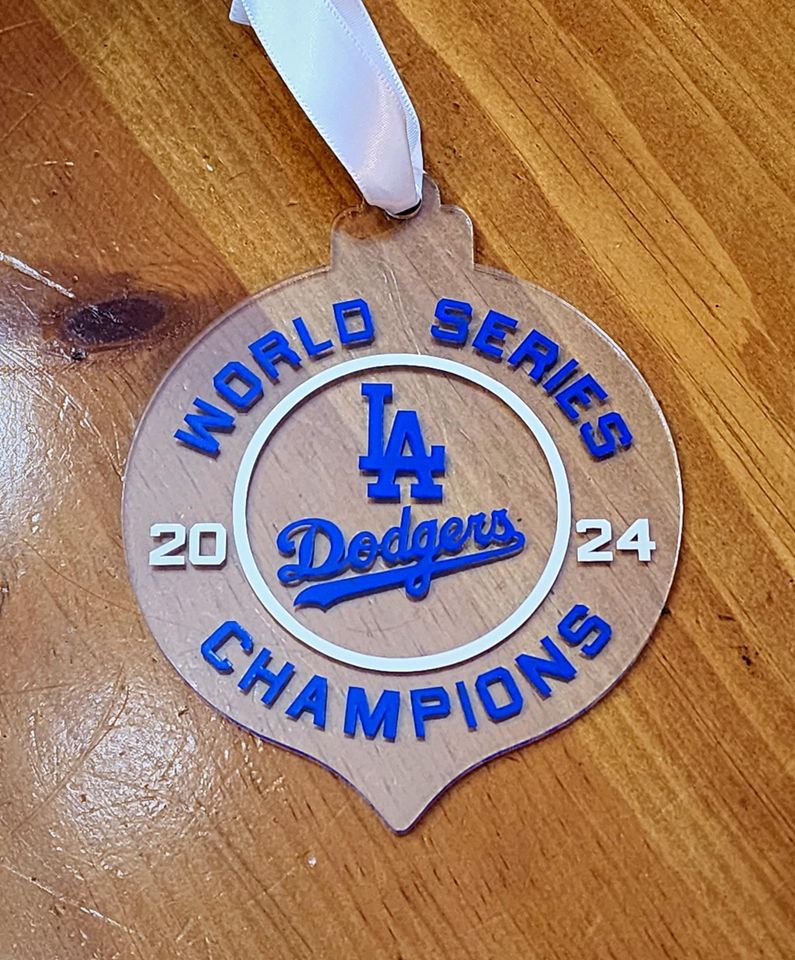 WORLD SERIES
LA
Dodgers
20 24
CHAMPIONS